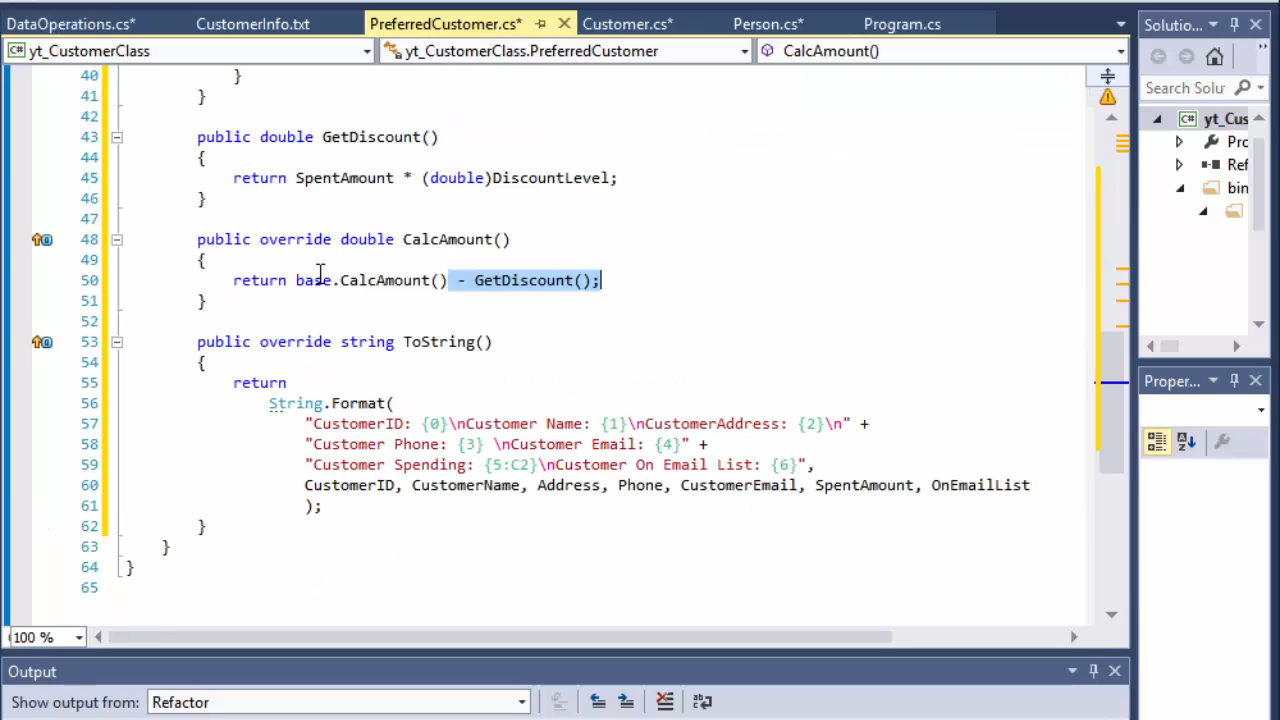 DataOperations.cs* CustomerInfo.txt PreferredCustomer.cs* Customer.cs* Person.cs* Program.cs Solutio...
C# yt_CustomerClass yt_CustomerClass.PreferredCustomer CalcAmount()
Search Solu
40 }
41 }
42
43 public double GetDiscount()
44 {
45 return SpentAmount * (double)DiscountLevel;
46 }
47
48 public override double CalcAmount()
49 {
50 return base.CalcAmount() - GetDiscount();
51 }
52
53 public override string ToString()
54 {
55 return
56 String.Format(
57 "CustomerID: {0}\nCustomer Name: {1}\nCustomerAddress: {2}\n" +
58 "Customer Phone: {3} \nCustomer Email: {4}" +
59 "Customer Spending: {5:C2}\nCustomer On Email List: {6}",
60 CustomerID, CustomerName, Address, Phone, CustomerEmail, SpentAmount, OnEmailList
61 );
62 }
63 }
64 }
65
C# yt_Cus
Pro
Ref
bin
Proper...
100 %
Output
Show output from: Refactor